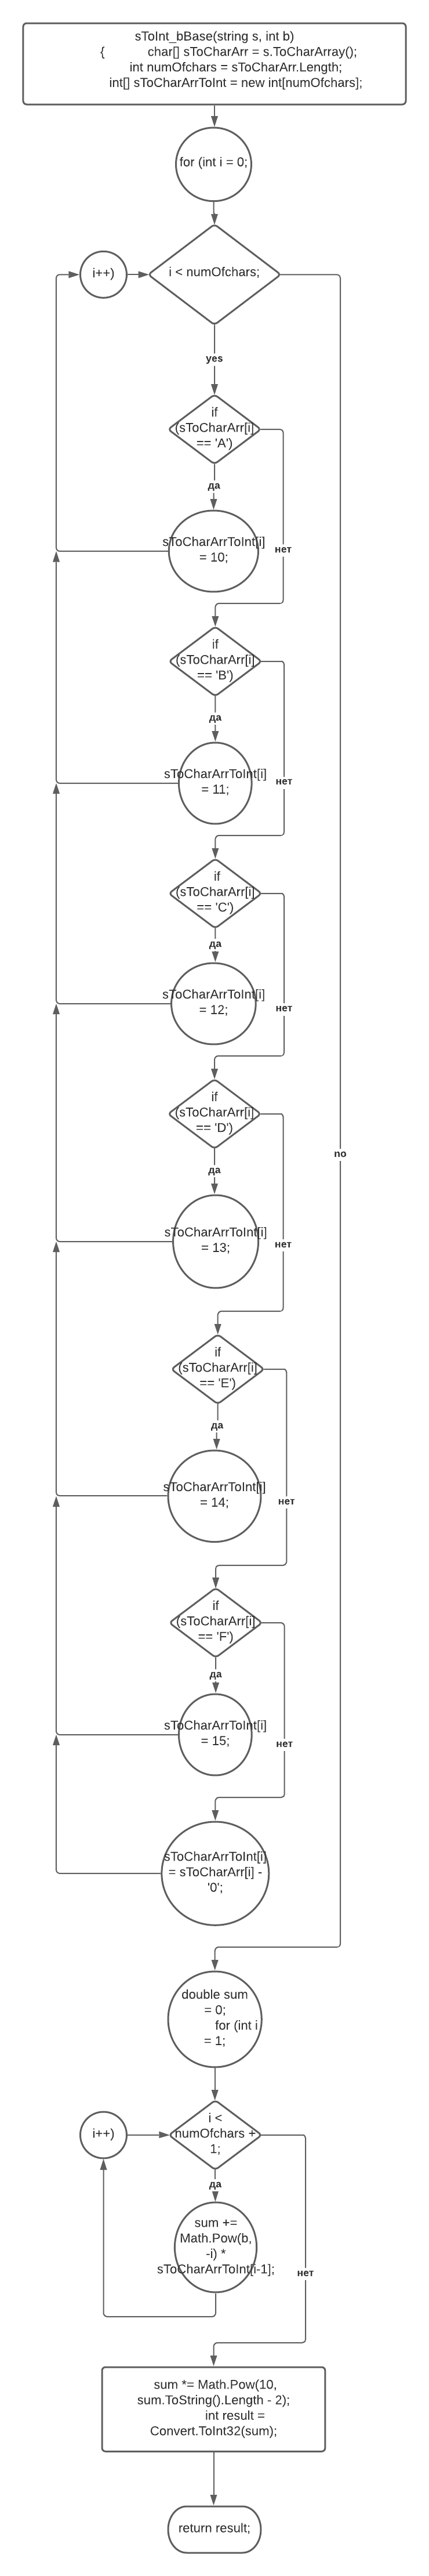 sToInt_bBase(string s, int b)
{ char[] sToCharArr = s.ToCharArray();
int numOfchars = sToCharArr.Length;
int[] sToCharArrToInt = new int[numOfchars];
for (int i = 0;
i++)
i < numOfchars;
yes
if
(sToCharArr[i]
== 'A')
да
sToCharArrToInt[i]
= 10;
нет
if
(sToCharArr[i]
== 'B')
да
sToCharArrToInt[i]
= 11;
нет
if
(sToCharArr[i]
== 'C')
да
sToCharArrToInt[i]
= 12;
нет
if
(sToCharArr[i]
== 'D')
no
да
sToCharArrToInt[i]
= 13;
нет
if
(sToCharArr[i]
== 'E')
да
sToCharArrToInt[i]
= 14;
нет
if
(sToCharArr[i]
== 'F')
да
sToCharArrToInt[i]
= 15;
нет
sToCharArrToInt[i]
= sToCharArr[i] -
'0';
double sum
= 0;
for (int i
= 1;
i++)
i <
numOfchars +
1;
да
sum +=
Math.Pow(b,
-i) *
sToCharArrToInt[i-1];
нет
sum *= Math.Pow(10,
sum.ToString().Length - 2);
int result =
Convert.ToInt32(sum);
return result;